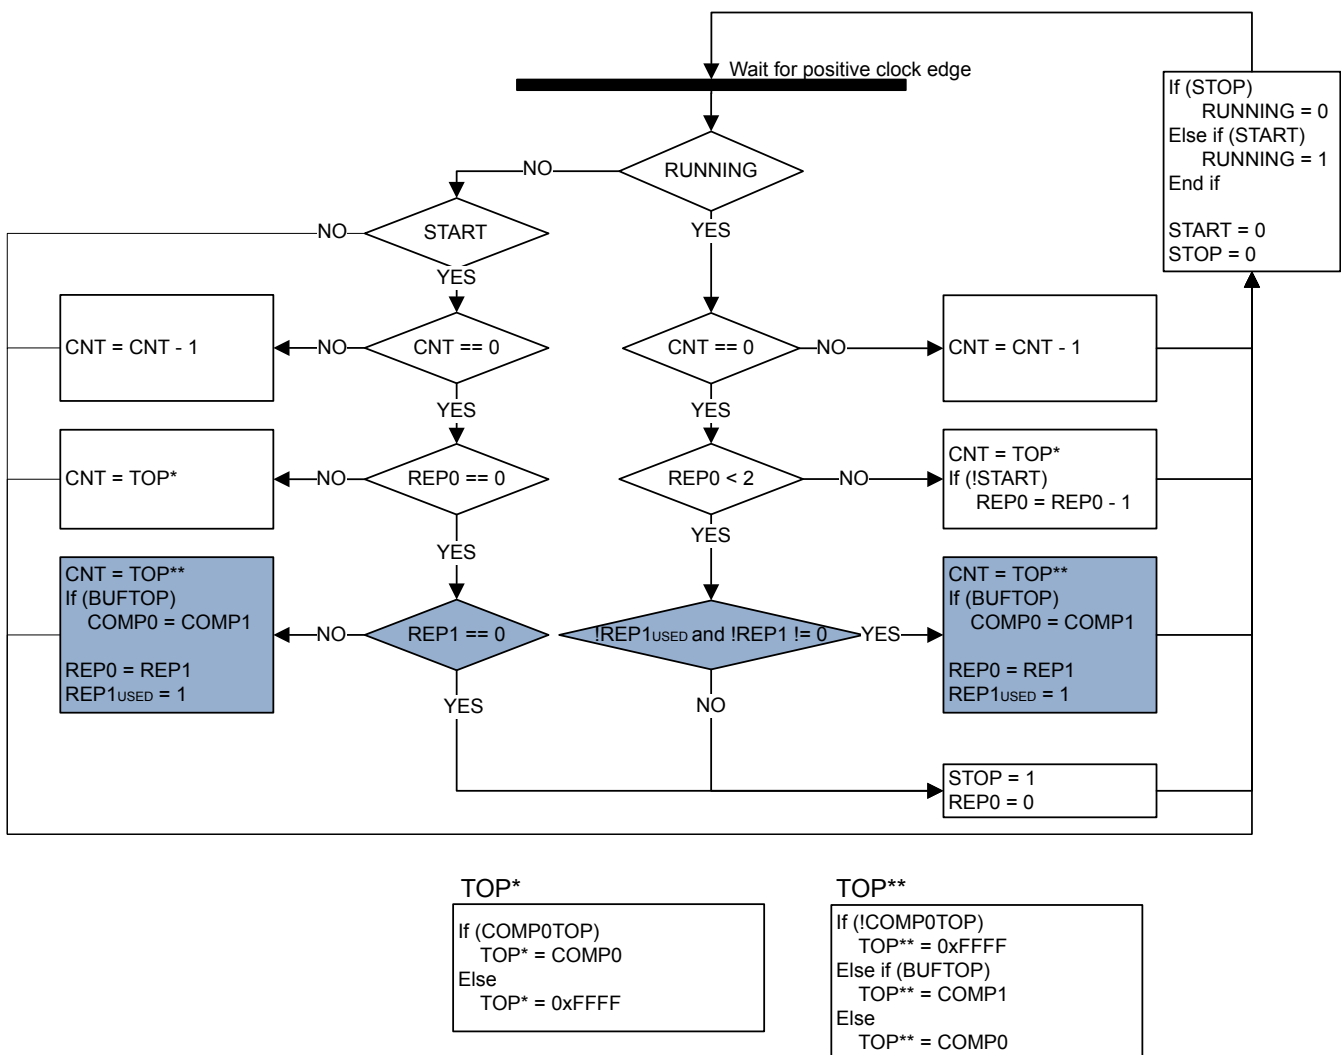 Wait for positive clock edge
If (STOP)
RUNNING = 0
Else if (START)
RUNNING = 1
End if
START = 0
STOP = 0
RUNNING
NO
YES
START
NO
YES
CNT = CNT - 1
NO
CNT == 0
YES
CNT == 0
NO
YES
CNT = CNT - 1
CNT = TOP*
NO
REP0 == 0
YES
REP0 < 2
NO
YES
CNT = TOP*
If (!START)
REP0 = REP0 - 1
CNT = TOP**
If (BUFTOP)
COMP0 = COMP1
REP0 = REP1
REP1USED = 1
NO
REP1 == 0
YES
!REP1USED and !REP1 != 0
YES
NO
CNT = TOP**
If (BUFTOP)
COMP0 = COMP1
REP0 = REP1
REP1USED = 1
STOP = 1
REP0 = 0
TOP*
If (COMP0TOP)
TOP* = COMP0
Else
TOP* = 0xFFFF
TOP**
If (!COMP0TOP)
TOP** = 0xFFFF
Else if (BUFTOP)
TOP** = COMP1
Else
TOP** = COMP0